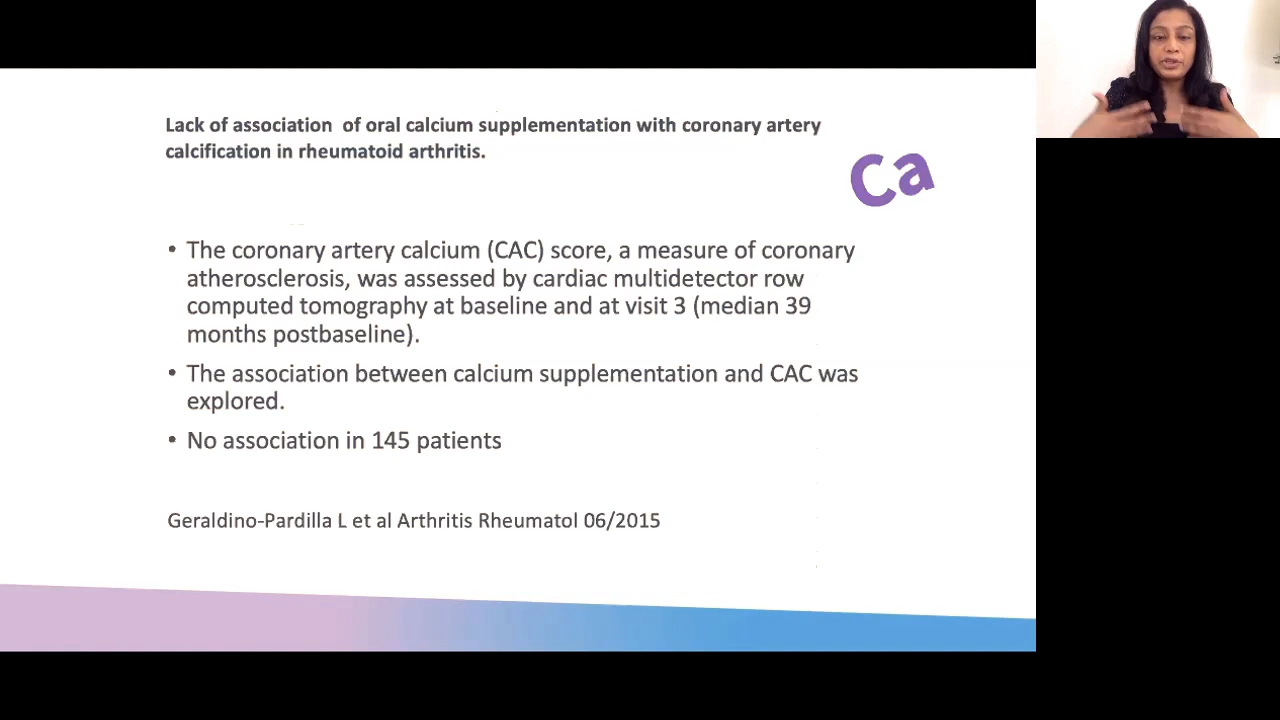 Lack of association of oral calcium supplementation with coronary artery
calcification in rheumatoid arthritis.
Ca
• The coronary artery calcium (CAC) score, a measure of coronary
atherosclerosis, was assessed by cardiac multidetector row
computed tomography at baseline and at visit 3 (median 39
months postbaseline).
• The association between calcium supplementation and CAC was
explored.
• No association in 145 patients
Geraldino-Pardilla L et al Arthritis Rheumatol 06/2015